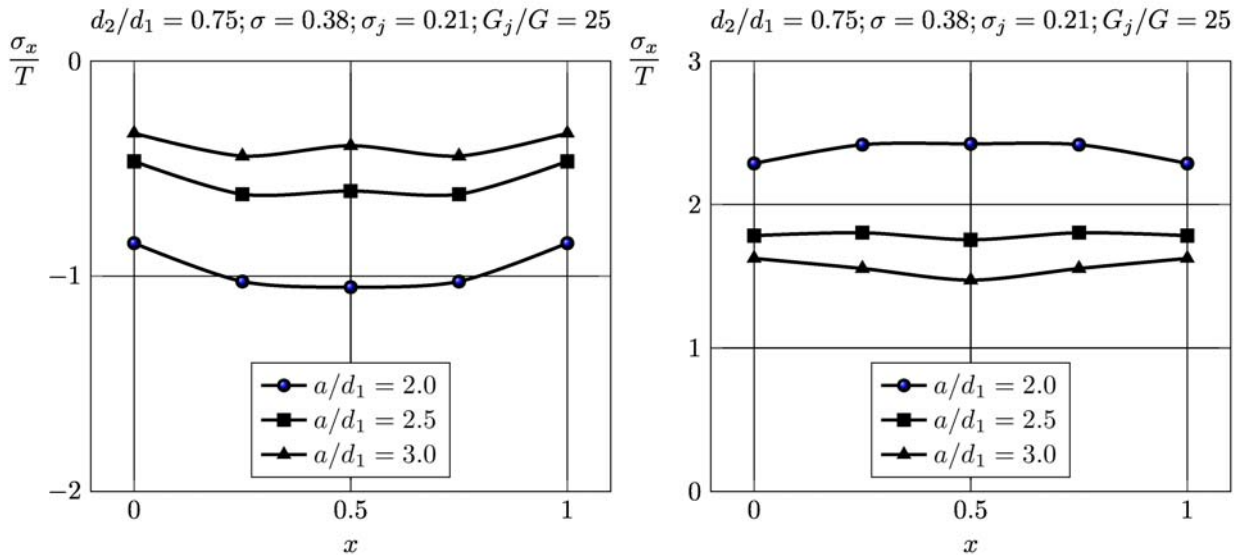 d₂/d₁ = 0.75; σ = 0.38; σⱼ = 0.21; Gⱼ/G = 25
σₓ/T
0
−1
−2
0
0.5
1
x
a/d₁ = 2.0
a/d₁ = 2.5
a/d₁ = 3.0
d₂/d₁ = 0.75; σ = 0.38; σⱼ = 0.21; Gⱼ/G = 25
σₓ/T
3
2
1
0
0
0.5
1
x
a/d₁ = 2.0
a/d₁ = 2.5
a/d₁ = 3.0